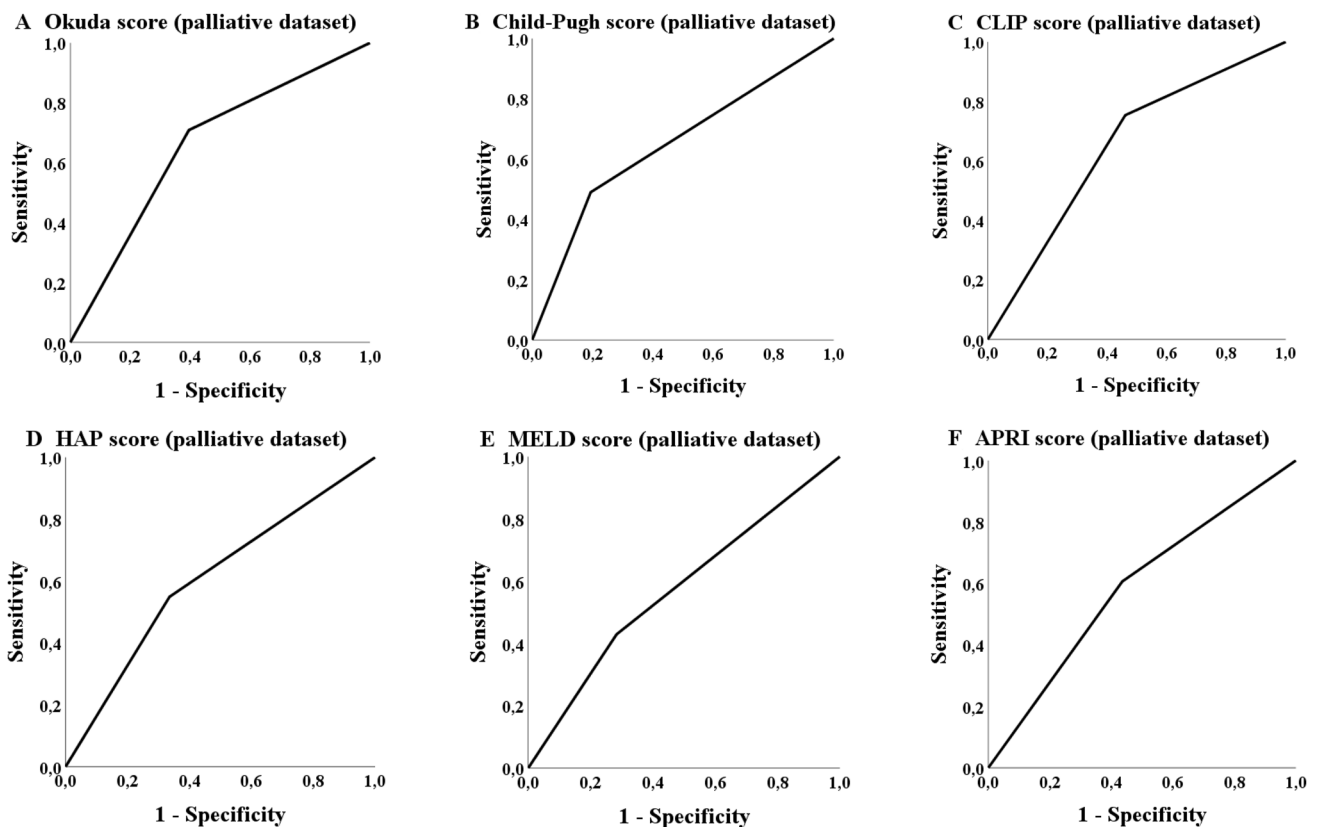 A Okuda score (palliative dataset)
1,0
0,8
0,6
0,4
0,2
0,0
Sensitivity
0,0 0,2 0,4 0,6 0,8 1,0
1 - Specificity
B Child-Pugh score (palliative dataset)
1,0
0,8
0,6
0,4
0,2
0,0
Sensitivity
0,0 0,2 0,4 0,6 0,8 1,0
1 - Specificity
C CLIP score (palliative dataset)
1,0
0,8
0,6
0,4
0,2
0,0
Sensitivity
0,0 0,2 0,4 0,6 0,8 1,0
1 - Specificity
D HAP score (palliative dataset)
1,0
0,8
0,6
0,4
0,2
0,0
Sensitivity
0,0 0,2 0,4 0,6 0,8 1,0
1 - Specificity
E MELD score (palliative dataset)
1,0
0,8
0,6
0,4
0,2
0,0
Sensitivity
0,0 0,2 0,4 0,6 0,8 1,0
1 - Specificity
F APRI score (palliative dataset)
1,0
0,8
0,6
0,4
0,2
0,0
Sensitivity
0,0 0,2 0,4 0,6 0,8 1,0
1 - Specificity